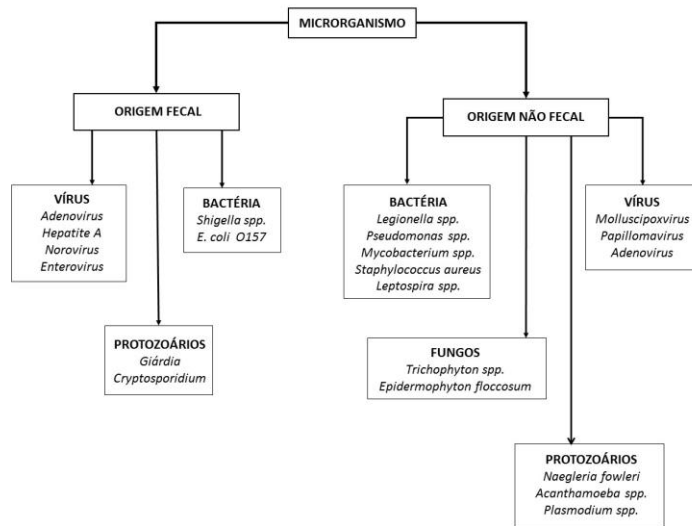 MICRORGANISMO
ORIGEM FECAL
ORIGEM NÃO FECAL
VÍRUS
Adenovirus
Hepatite A
Norovirus
Enterovirus
BACTÉRIA
Shigella spp.
E. coli O157
PROTOZOÁRIOS
Giárdia
Cryptosporidium
BACTÉRIA
Legionella spp.
Pseudomonas spp.
Mycobacterium spp.
Staphylococcus aureus
Leptospira spp.
VÍRUS
Molluscipoxvirus
Papillomavirus
Adenovirus
FUNGOS
Trichophyton spp.
Epidermophyton floccosum
PROTOZOÁRIOS
Naegleria fowleri
Acanthamoeba spp.
Plasmodium spp.